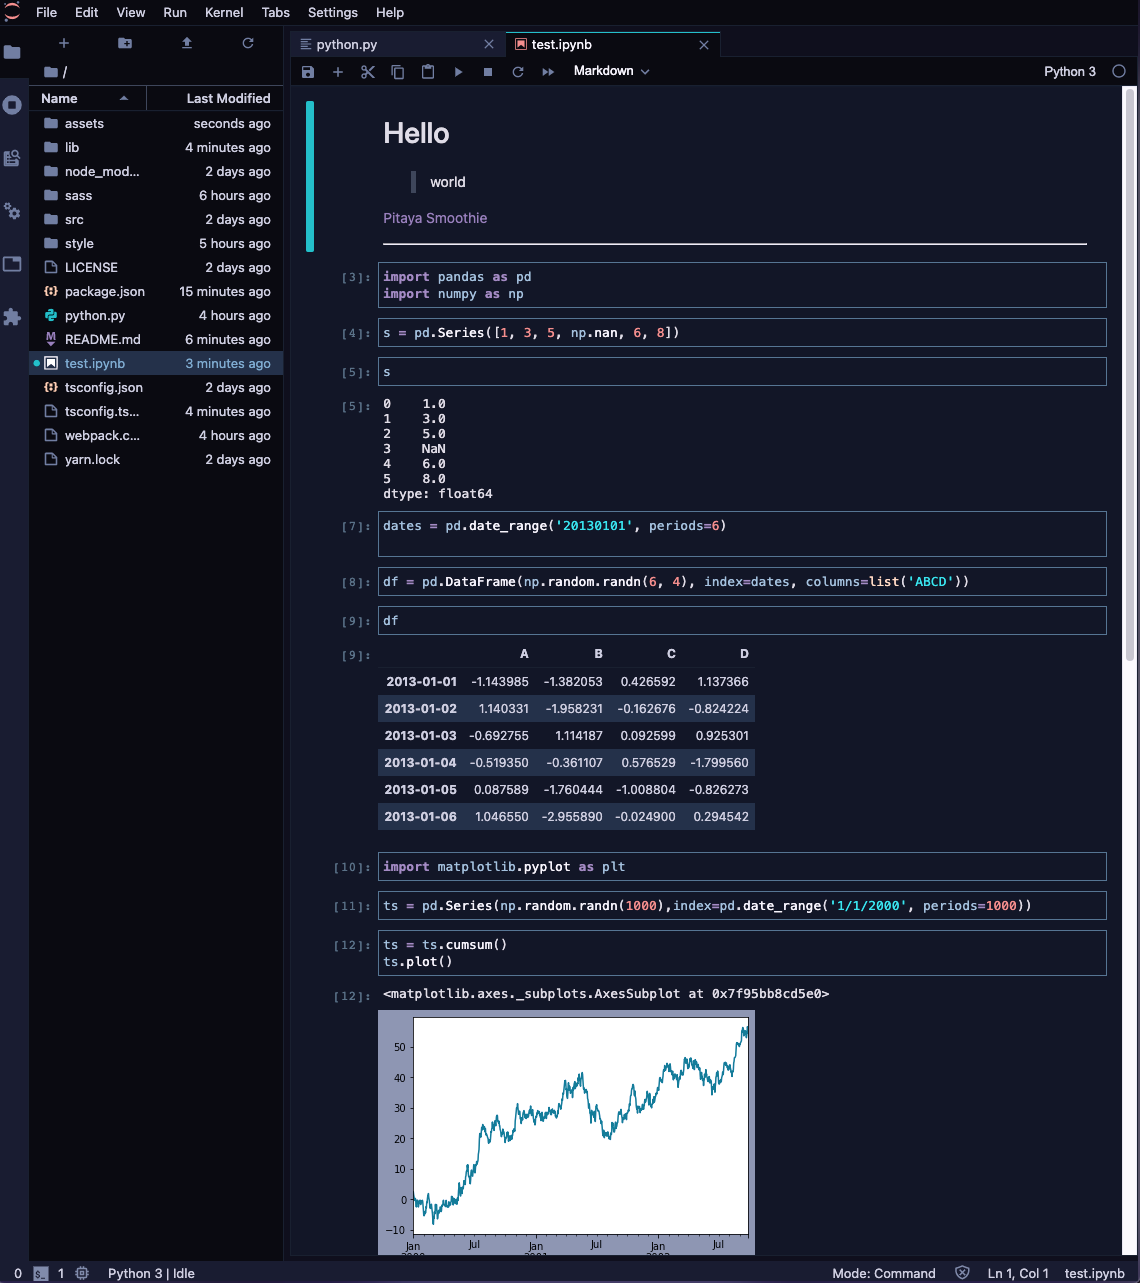 File Edit View Run Kernel Tabs Settings Help
/
Name Last Modified
assets seconds ago
lib 4 minutes ago
node_mod... 2 days ago
sass 6 hours ago
src 2 days ago
style 5 hours ago
LICENSE 2 days ago
package.json 15 minutes ago
python.py 4 hours ago
README.md 6 minutes ago
test.ipynb 3 minutes ago
tsconfig.json 2 days ago
tsconfig.ts... 4 minutes ago
webpack.c... 4 hours ago
yarn.lock 2 days ago
python.py test.ipynb
Markdown Python 3
Hello
world
Pitaya Smoothie
[3]: import pandas as pd
import numpy as np
[4]: s = pd.Series([1, 3, 5, np.nan, 6, 8])
[5]: s
[5]: 0 1.0
1 3.0
2 5.0
3 NaN
4 6.0
5 8.0
dtype: float64
[7]: dates = pd.date_range('20130101', periods=6)
[8]: df = pd.DataFrame(np.random.randn(6, 4), index=dates, columns=list('ABCD'))
[9]: df
[9]: A B C D
2013-01-01 -1.143985 -1.382053 0.426592 1.137366
2013-01-02 1.140331 -1.958231 -0.162676 -0.824224
2013-01-03 -0.692755 1.114187 0.092599 0.925301
2013-01-04 -0.519350 -0.361107 0.576529 -1.799560
2013-01-05 0.087589 -1.760444 -1.008804 -0.826273
2013-01-06 1.046550 -2.955890 -0.024900 0.294542
[10]: import matplotlib.pyplot as plt
[11]: ts = pd.Series(np.random.randn(1000),index=pd.date_range('1/1/2000', periods=1000))
[12]: ts = ts.cumsum()
ts.plot()
[12]: <matplotlib.axes._subplots.AxesSubplot at 0x7f95bb8cd5e0>
50
40
30
20
10
0
−10
Jan Jul Jan Jul Jan Jul
0 $_ 1 Python 3 | Idle Mode: Command Ln 1, Col 1 test.ipynb